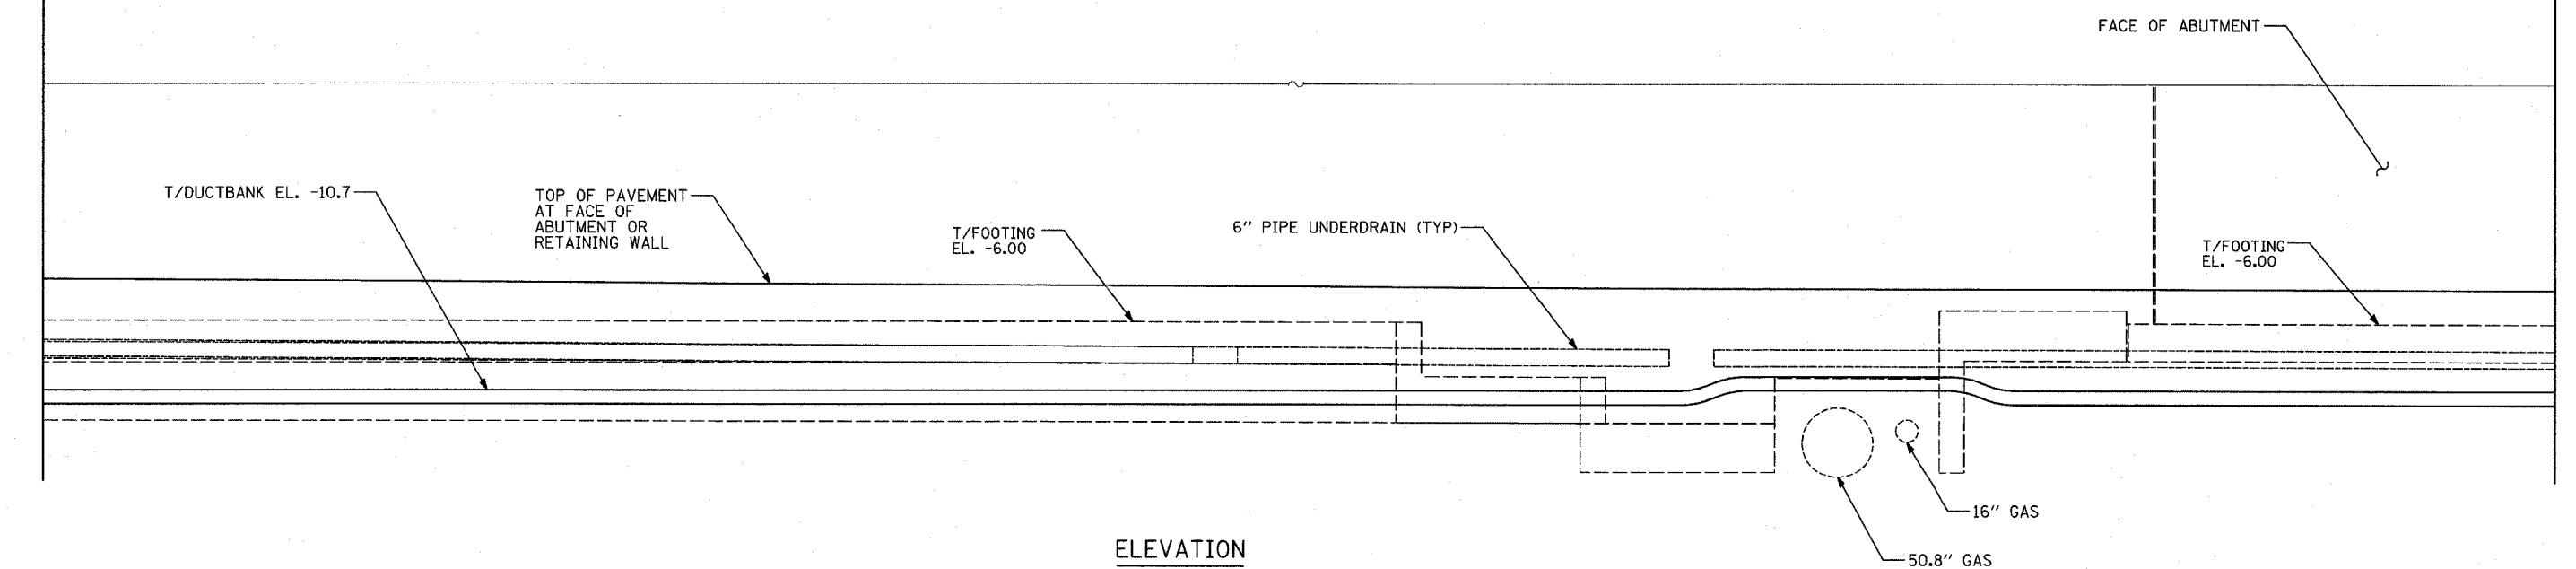 FACE OF ABUTMENT
T/DUCTBANK EL. -10.7
TOP OF PAVEMENT
AT FACE OF
ABUTMENT OR
RETAINING WALL
T/FOOTING
EL. -6.00
6" PIPE UNDERDRAIN (TYP)
T/FOOTING
EL. -6.00
16" GAS
50.8" GAS
ELEVATION